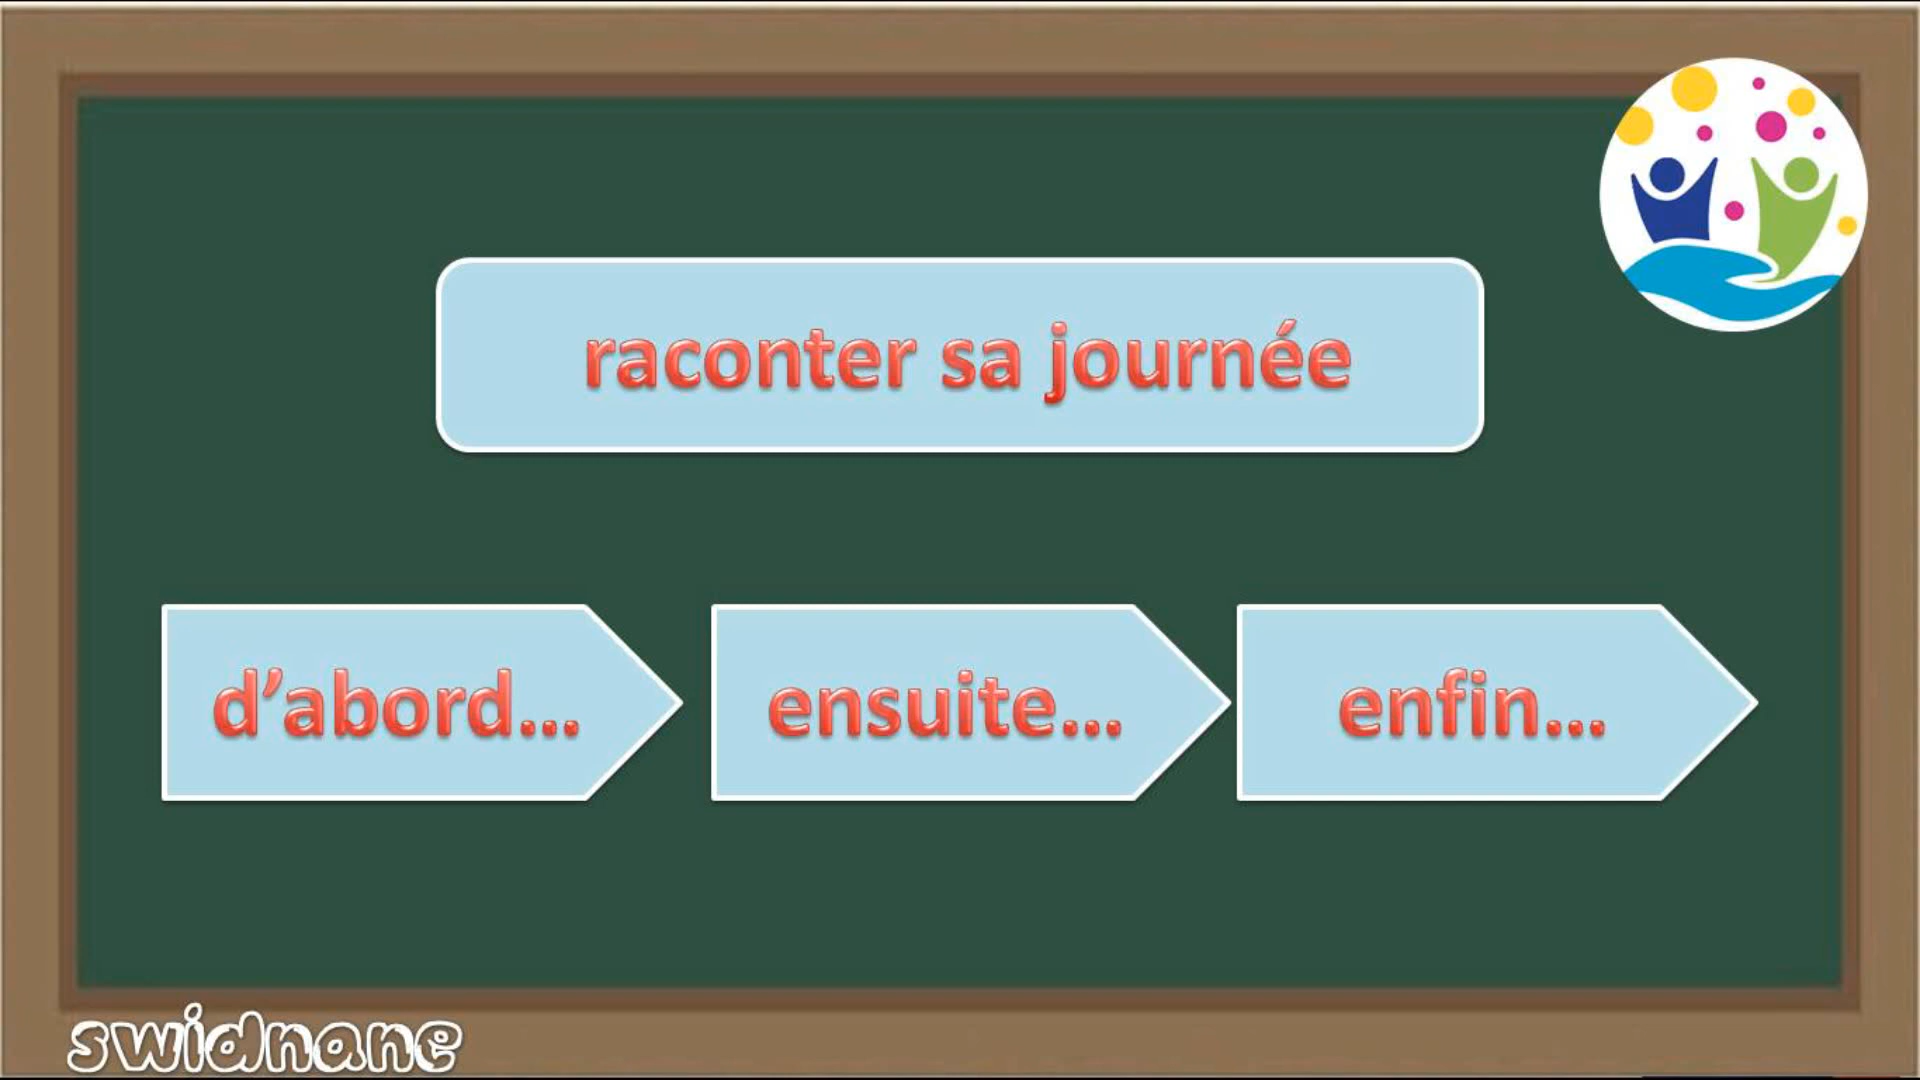 raconter sa journée
d’abord...
ensuite...
enfin...
swidnane